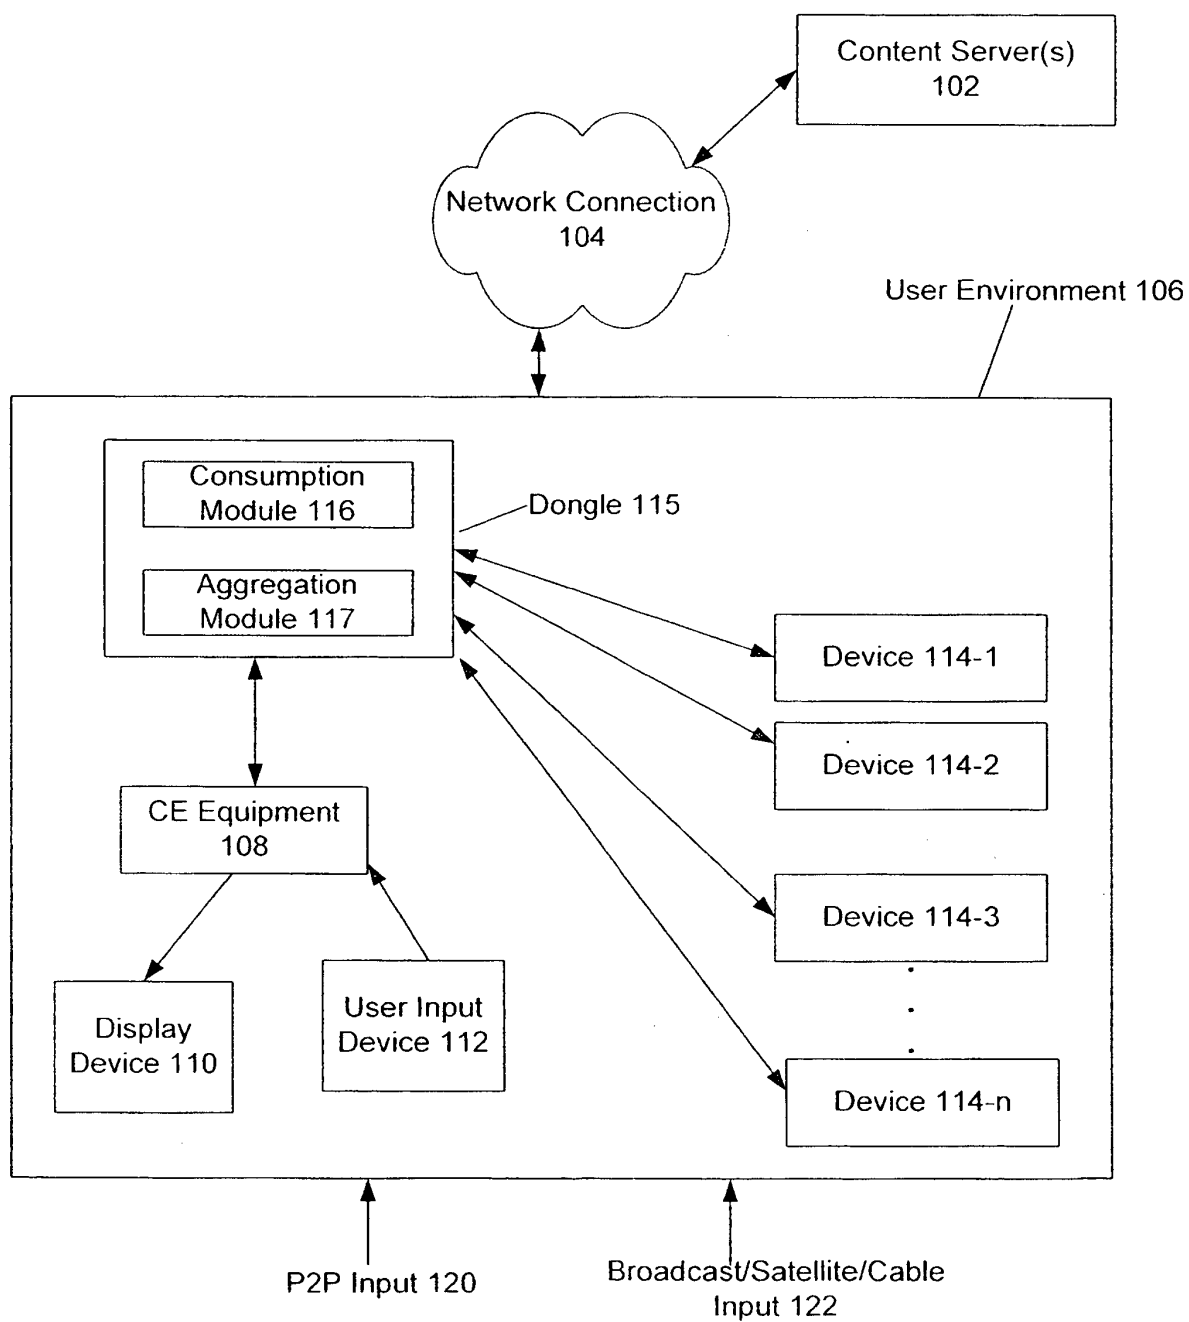 Content Server(s)
102
Network Connection
104
User Environment 106
Consumption
Module 116
Dongle 115
Aggregation
Module 117
Device 114-1
Device 114-2
CE Equipment
108
Device 114-3
User Input
Device 112
Display
Device 110
Device 114-n
P2P Input 120
Broadcast/Satellite/Cable
Input 122